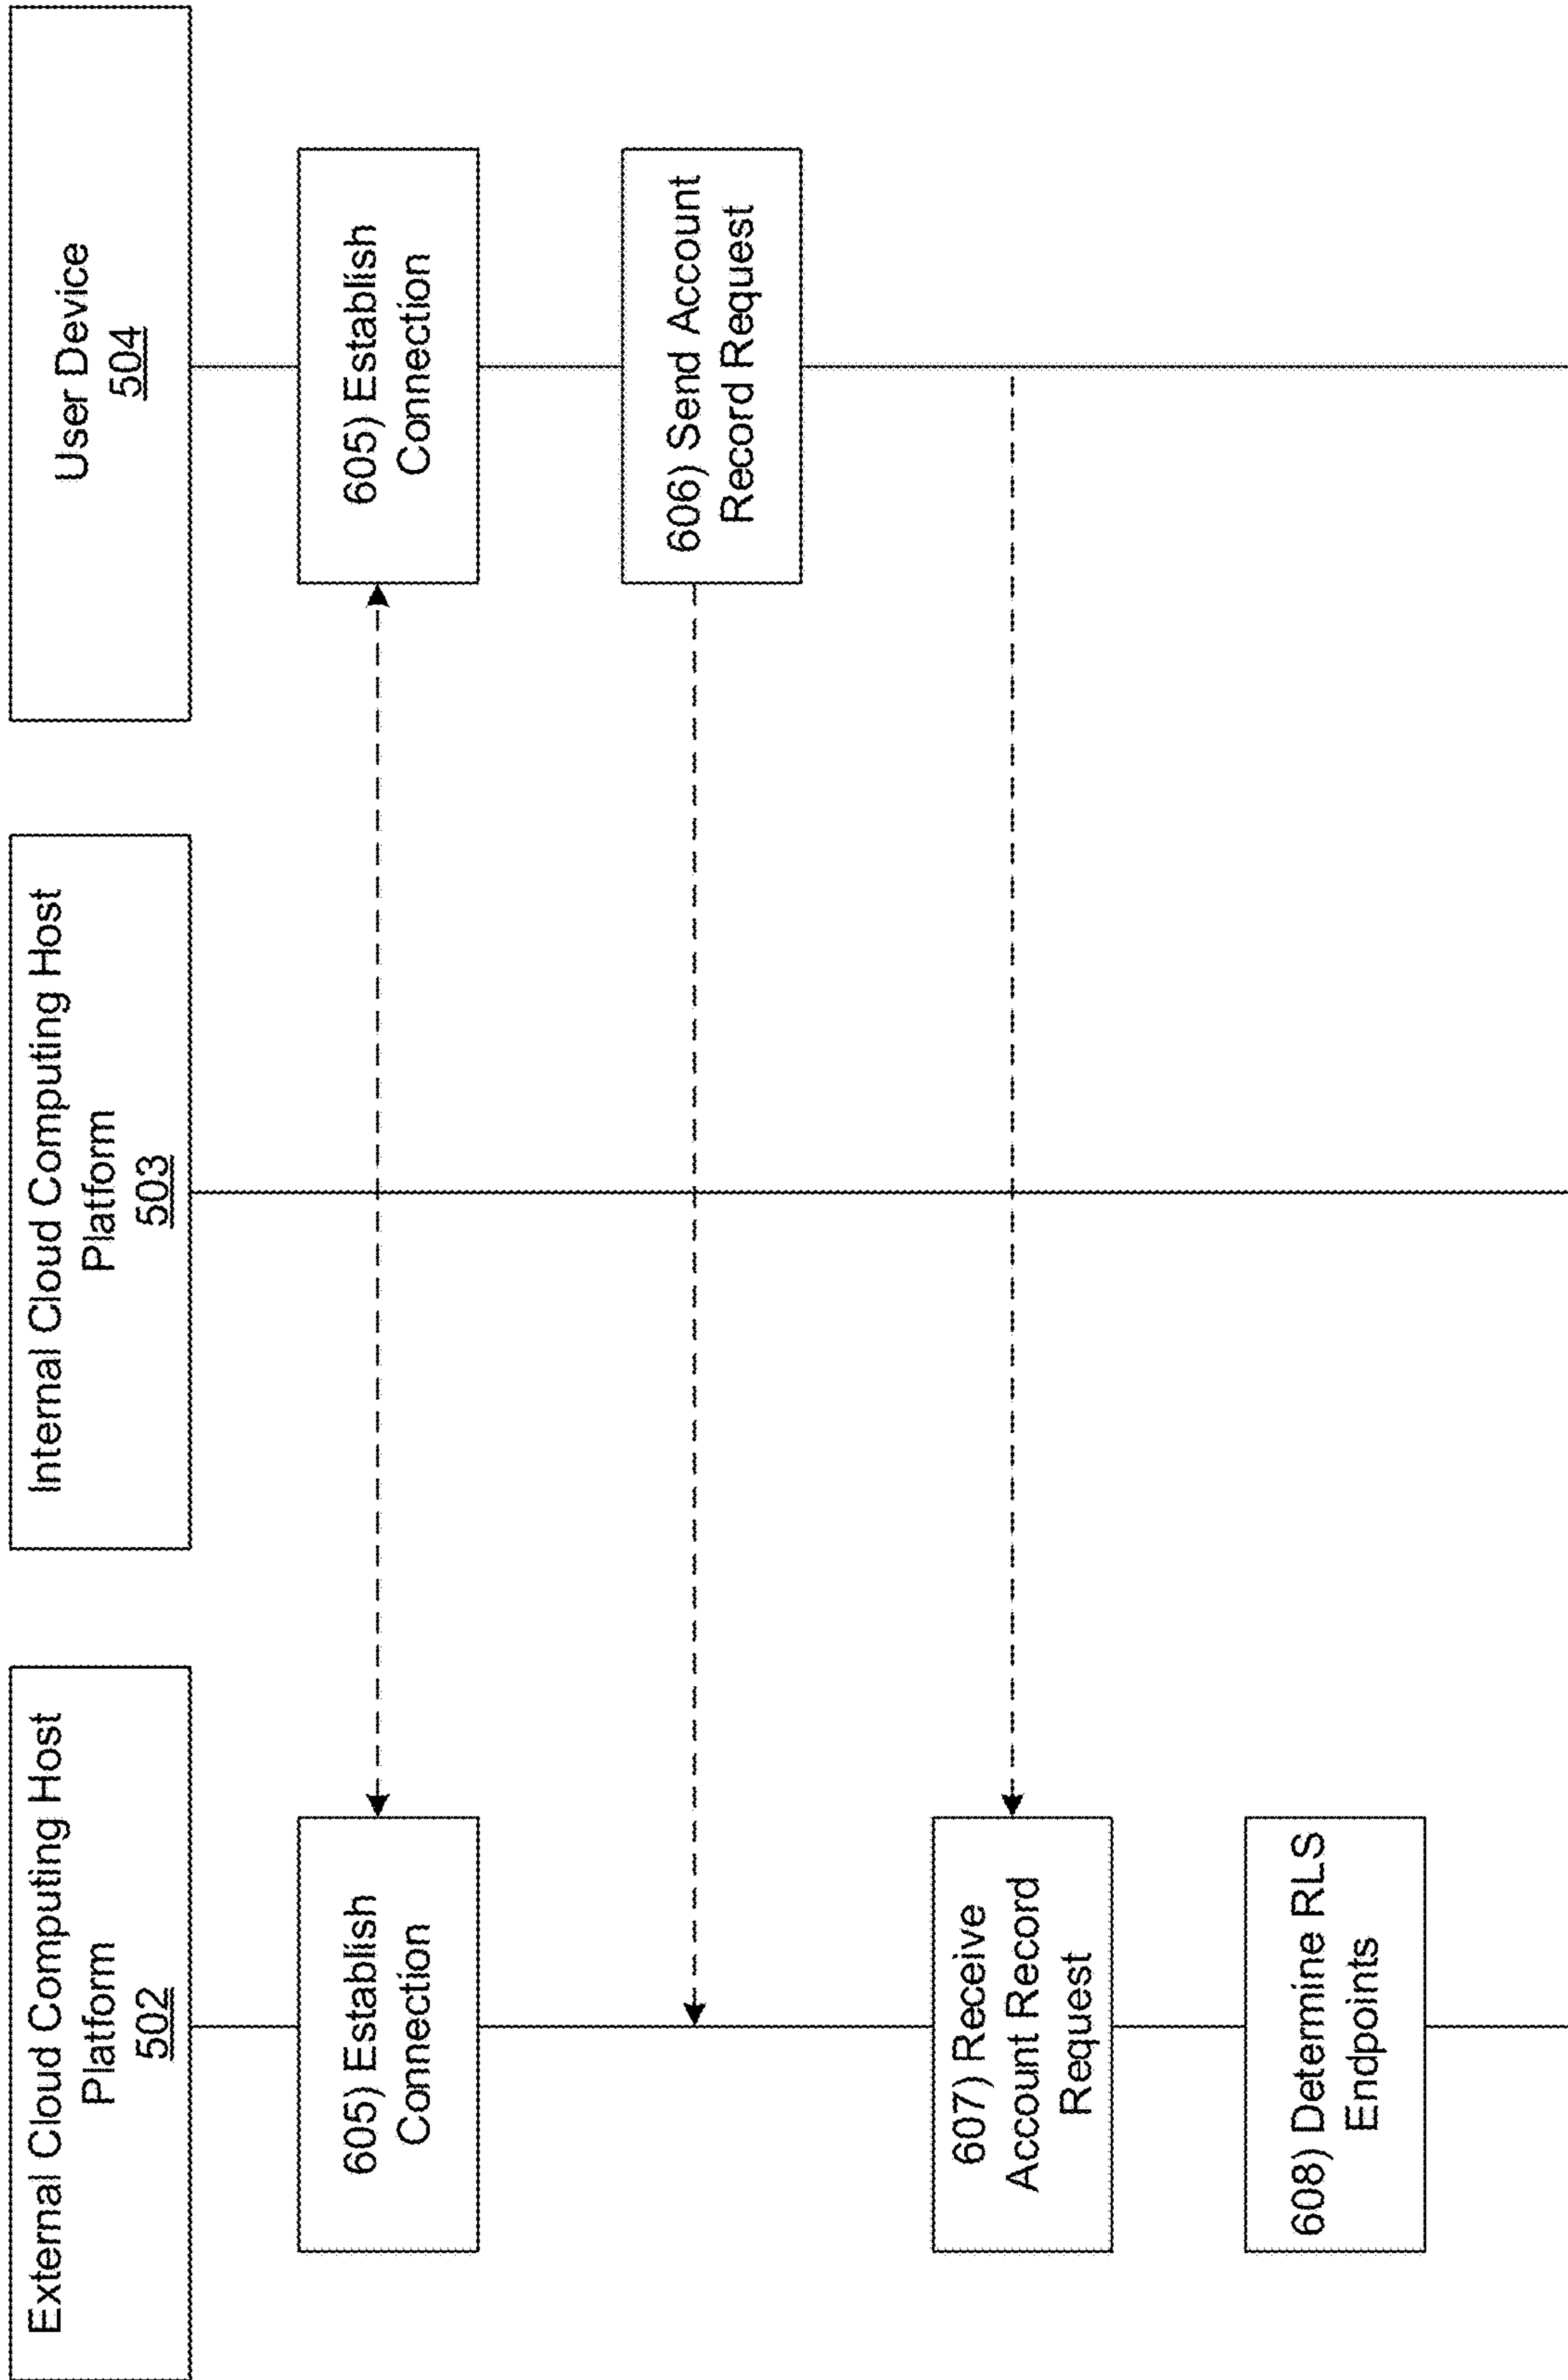 External Cloud Computing Host
Platform
502
Internal Cloud Computing Host
Platform
503
User Device
504
605) Establish
Connection
605) Establish
Connection
606) Send Account
Record Request
607) Receive
Account Record
Request
608) Determine RLS
Endpoints